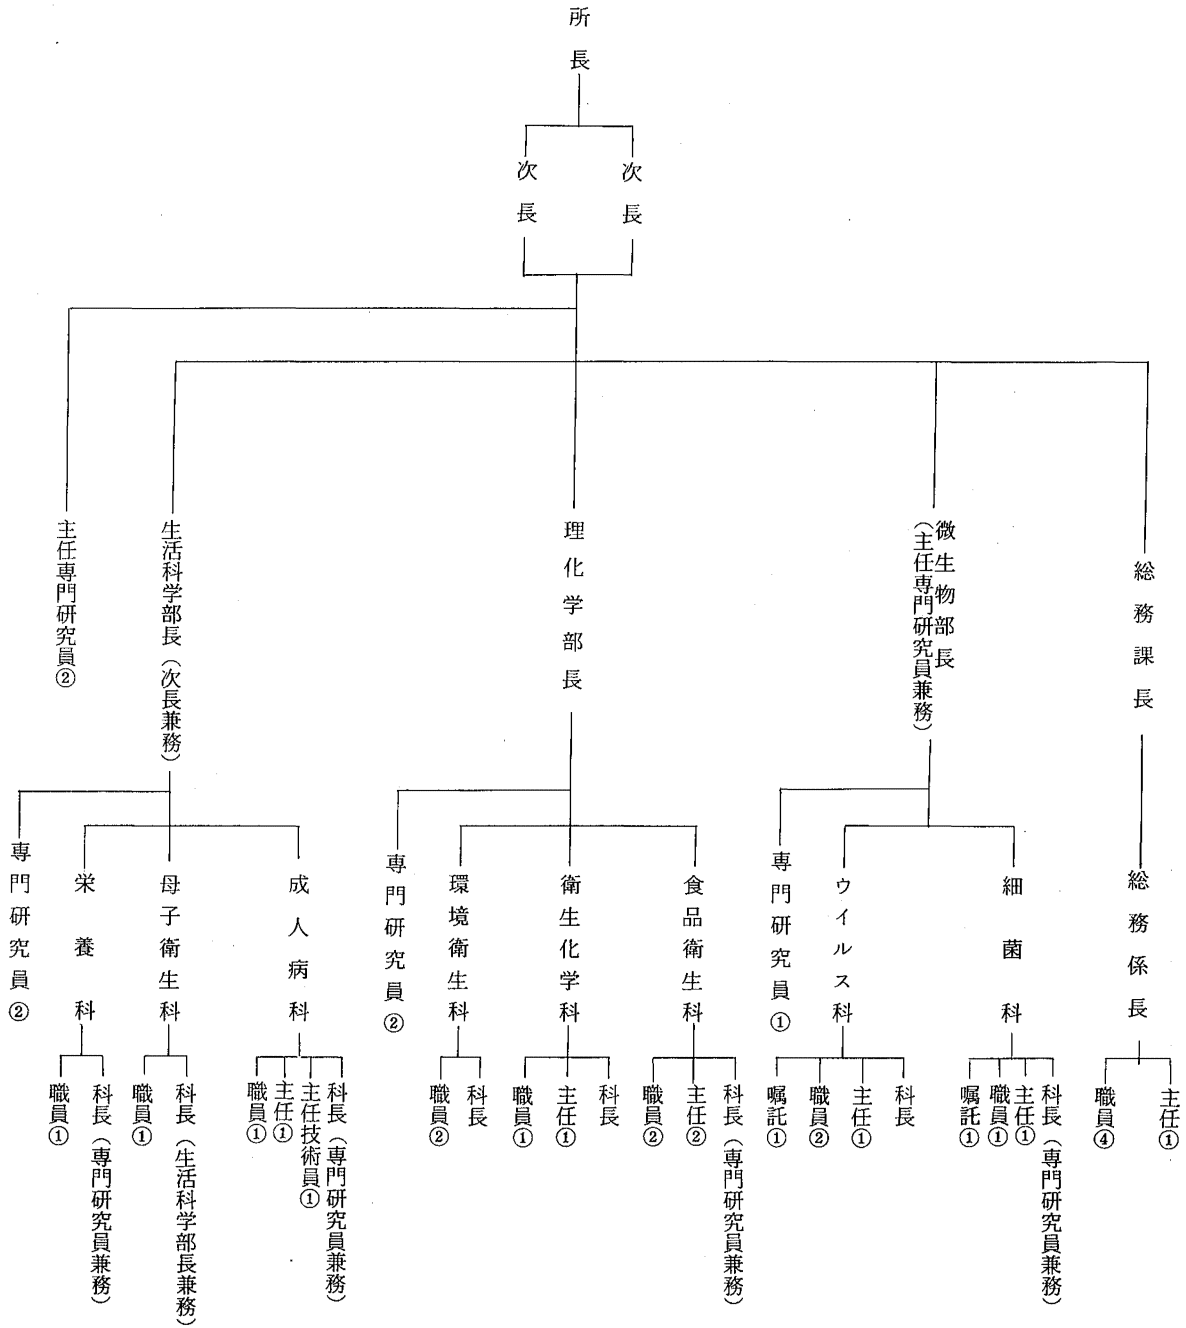 所長
次長
次長
総務課長
微生物部長
（主任専門研究員兼務）
理化学部長
生活科学部長（次長兼務）
主任専門研究員②
総務係長
細菌科
ウイルス科
専門研究員①
食品衛生科
衛生化学科
環境衛生科
専門研究員②
成人病科
母子衛生科
栄養科
専門研究員②
主任①
職員④
科長（専門研究員兼務）
主任①
職員①
嘱託①
科長
主任①
職員②
嘱託①
科長（専門研究員兼務）
主任②
職員②
科長
主任①
職員①
科長
職員②
科長（専門研究員兼務）
主任技術員①
主任①
職員①
科長（生活科学部長兼務）
職員①
科長（専門研究員兼務）
職員①